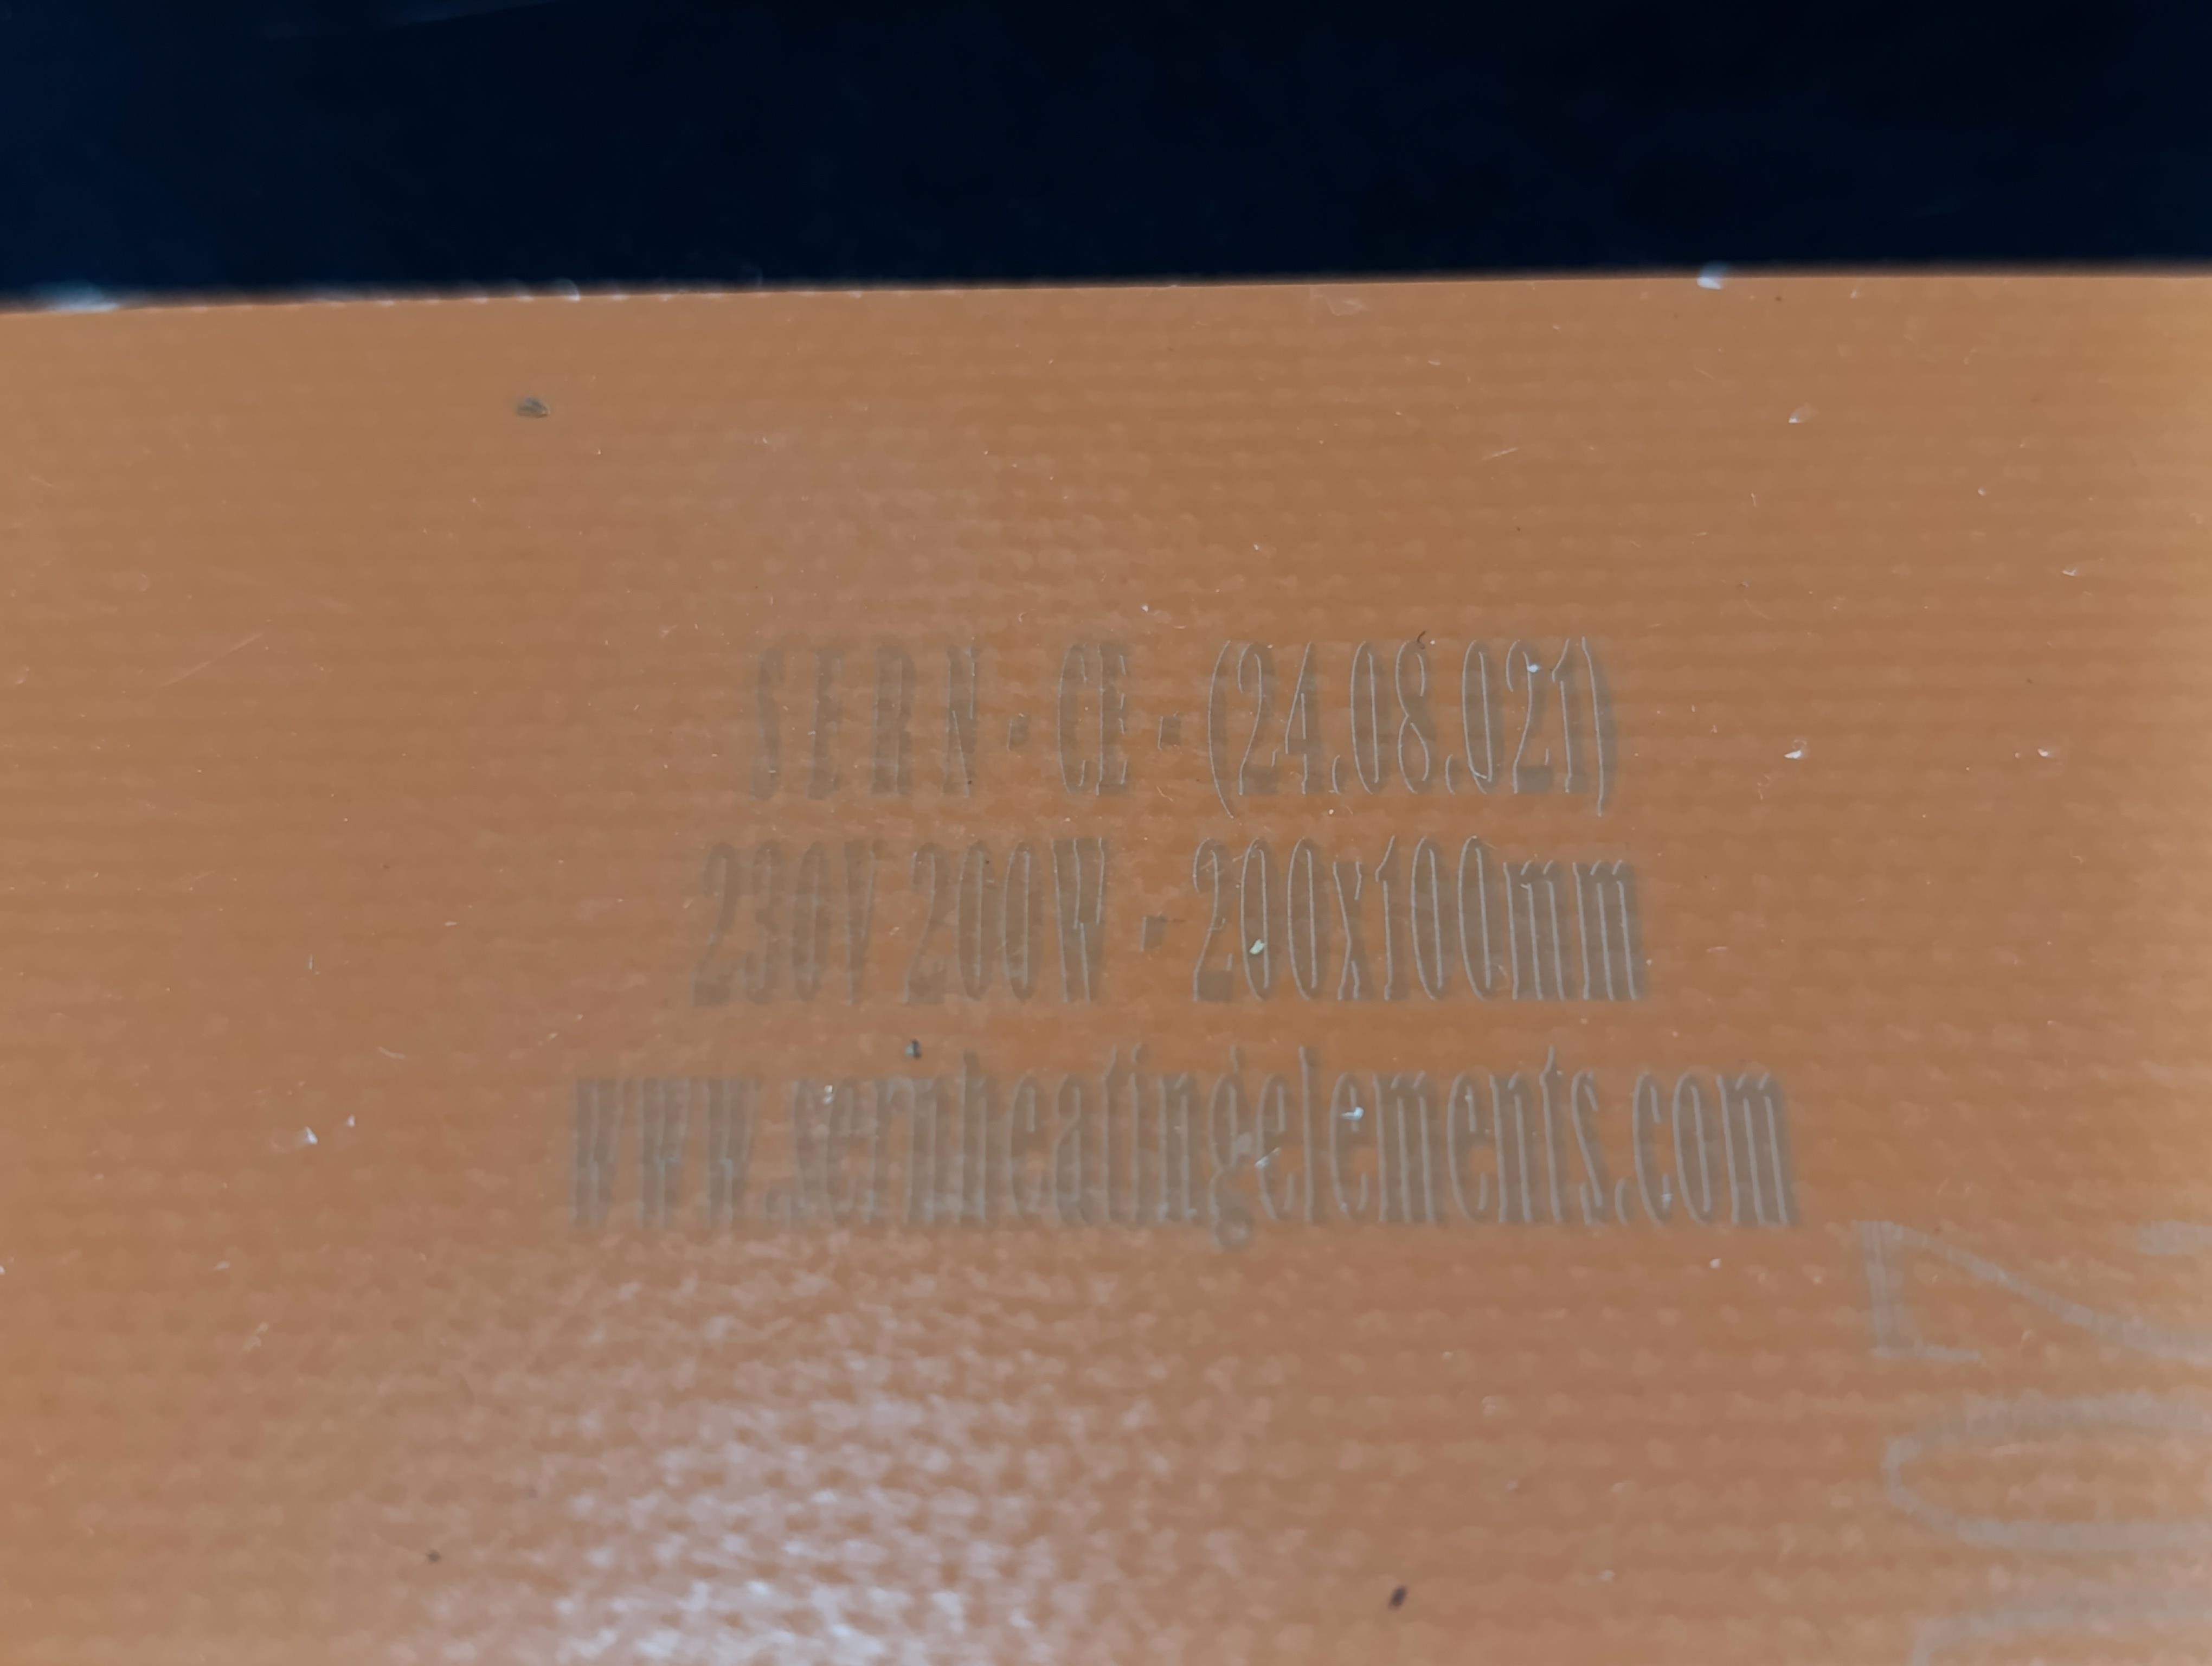 SERN - CE - (24.08.021)
230V 200W - 200x100mm
www.sernheatingelements.com